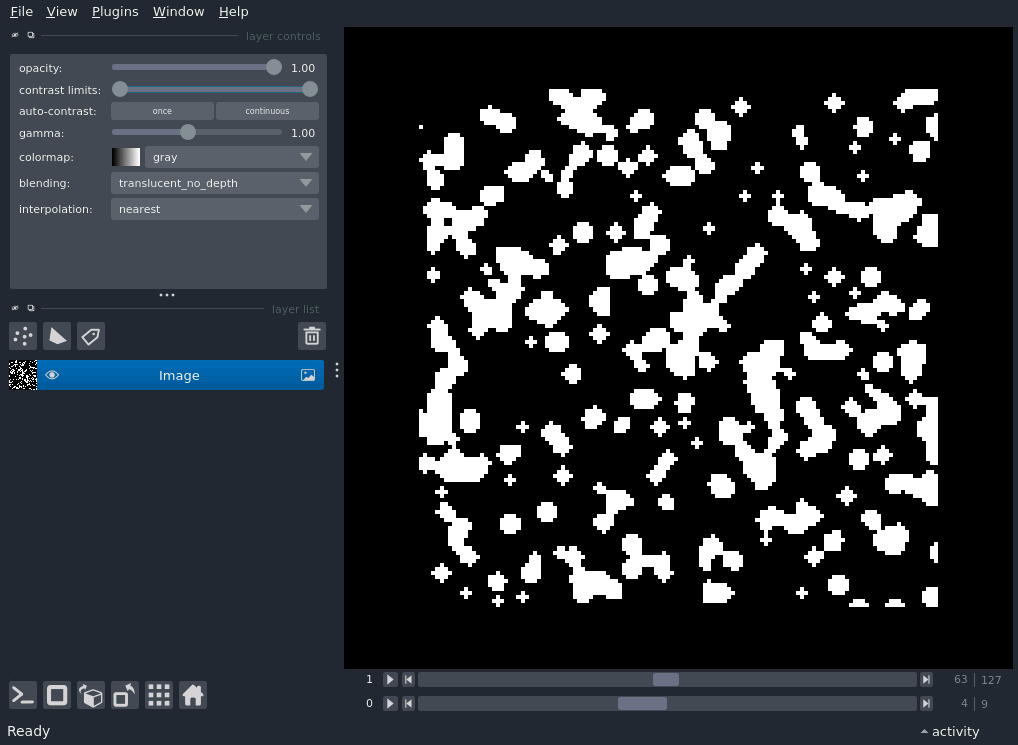 File View Plugins Window Help
layer controls
opacity: 1.00
contrast limits:
auto-contrast: once continuous
gamma: 1.00
colormap: gray
blending: translucent_no_depth
interpolation: nearest
layer list
Image
1 63 127
0 4 9
Ready activity